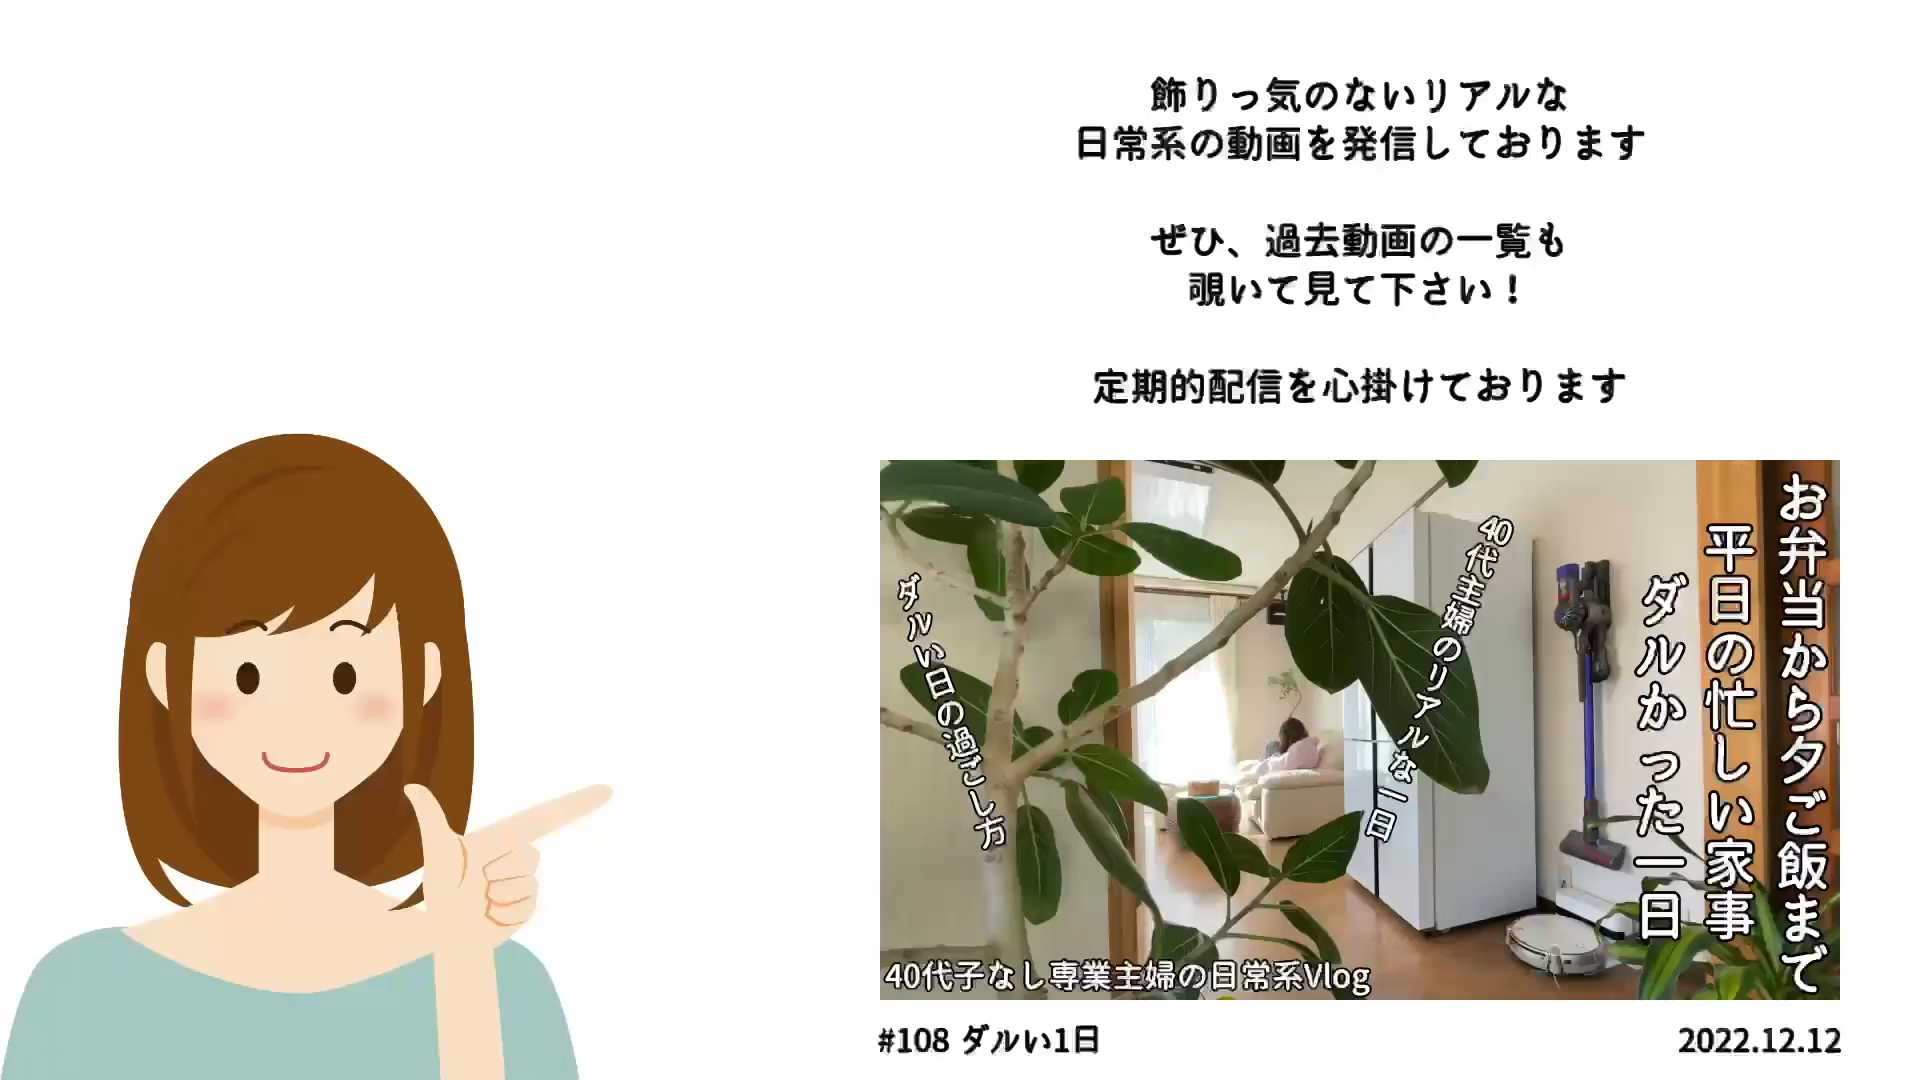 飾りっ気のないリアルな
日常系の動画を発信しております
ぜひ、過去動画の一覧も
覗いて見て下さい！
定期的配信を心掛けております
お弁当から夕ご飯まで
平日の忙しい家事
ダルかった一日
40代主婦のリアルな一日
ダルい日の過ごし方
40代子なし専業主婦の日常系Vlog
#108 ダルい1日
2022.12.12